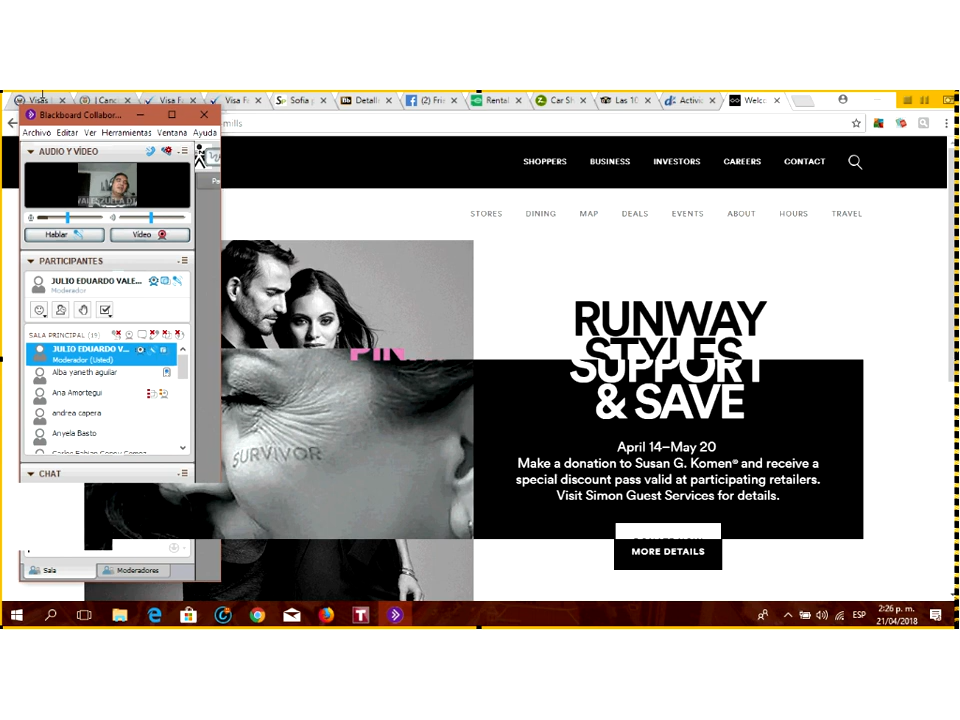 Visas
| Canc
Visa F
Visa F
Sofia
Detall
(2) Fri
Rental
Car Sh
Las 10
Activi
Welc
Blackboard Collabor...
mills
Archivo Editar Ver Herramientas Ventana Ayuda
AUDIO Y VÍDEO
SHOPPERS BUSINESS INVESTORS CAREERS CONTACT
Hablar Vídeo
STORES DINING MAP DEALS EVENTS ABOUT HOURS TRAVEL
PARTICIPANTES
JULIO EDUARDO VALE...
Moderador
SALA PRINCIPAL (19)
JULIO EDUARDO V...
Moderador (Usted)
Alba yaneth aguilar
Ana Amortegui
andrea capera
Anyela Basto
CHAT
Sala Moderadores
SURVIVOR
RUNWAY
STYLES
SUPPORT
& SAVE
April 14–May 20
Make a donation to Susan G. Komen® and receive a
special discount pass valid at participating retailers.
Visit Simon Guest Services for details.
MORE DETAILS
ESP
2:26 p. m.
21/04/2018